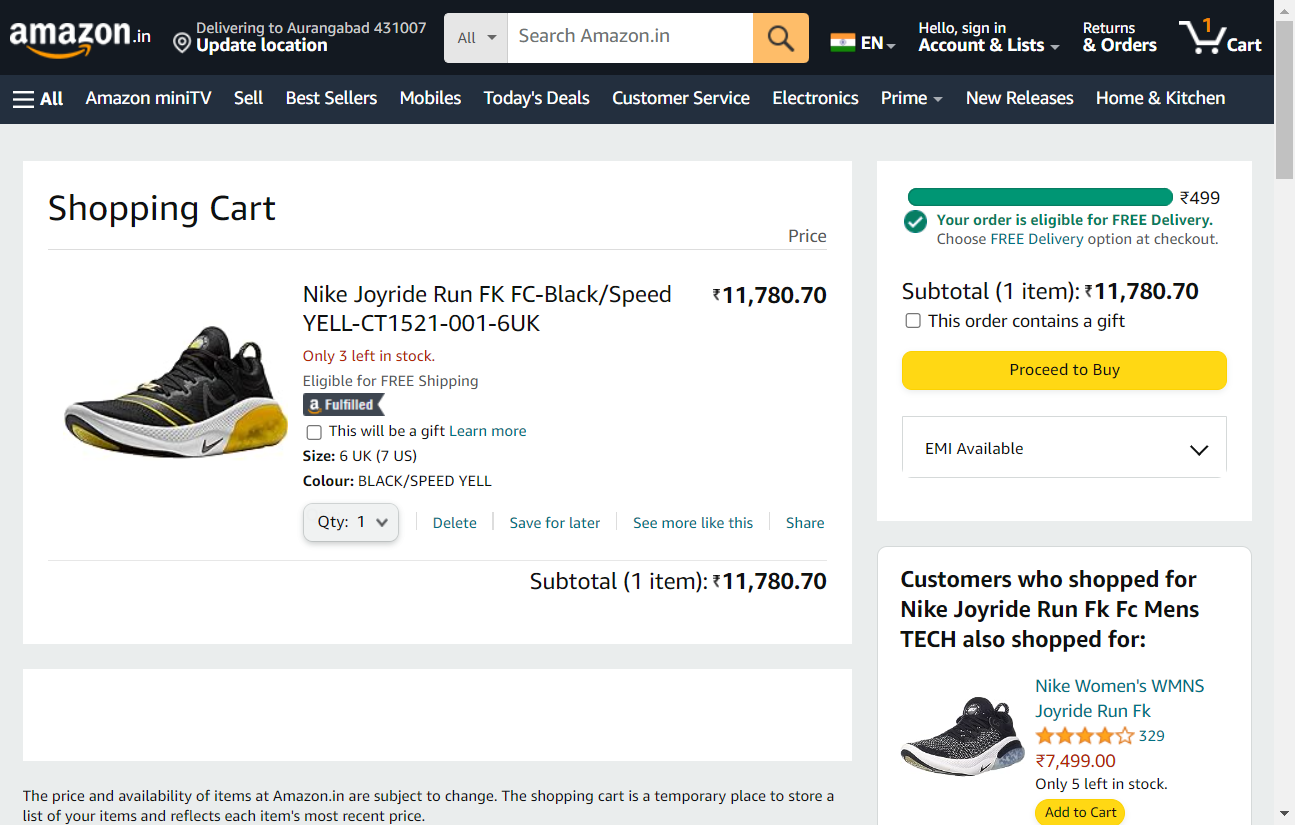 amazon.in
Delivering to Aurangabad 431007
Update location
All
Search Amazon.in
EN
Hello, sign in
Account & Lists
Returns
& Orders
1
Cart
All
Amazon miniTV
Sell
Best Sellers
Mobiles
Today's Deals
Customer Service
Electronics
Prime
New Releases
Home & Kitchen
Shopping Cart
Price
Nike Joyride Run FK FC-Black/Speed
YELL-CT1521-001-6UK
₹11,780.70
Only 3 left in stock.
Eligible for FREE Shipping
a Fulfilled
This will be a gift Learn more
Size: 6 UK (7 US)
Colour: BLACK/SPEED YELL
Qty: 1
Delete
Save for later
See more like this
Share
Subtotal (1 item): ₹11,780.70
The price and availability of items at Amazon.in are subject to change. The shopping cart is a temporary place to store a
list of your items and reflects each item's most recent price.
₹499
Your order is eligible for FREE Delivery.
Choose FREE Delivery option at checkout.
Subtotal (1 item): ₹11,780.70
This order contains a gift
Proceed to Buy
EMI Available
Customers who shopped for
Nike Joyride Run Fk Fc Mens
TECH also shopped for:
Nike Women's WMNS
Joyride Run Fk
329
₹7,499.00
Only 5 left in stock.
Add to Cart